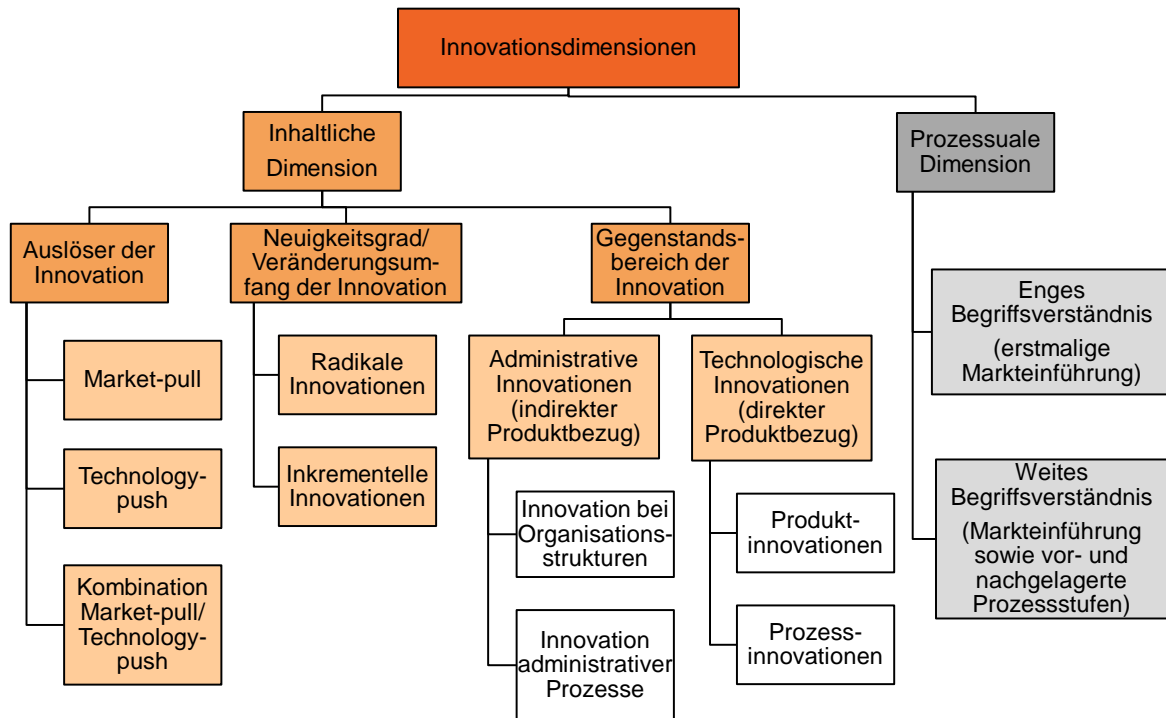 Innovationsdimensionen
Inhaltliche
Dimension
Prozessuale
Dimension
Auslöser der
Innovation
Neuigkeitsgrad/
Veränderungsum-
fang der Innovation
Gegenstands-
bereich der
Innovation
Market-pull
Technology-
push
Kombination
Market-pull/
Technology-
push
Radikale
Innovationen
Inkrementelle
Innovationen
Administrative
Innovationen
(indirekter
Produktbezug)
Innovation bei
Organisations-
strukturen
Innovation
administrativer
Prozesse
Technologische
Innovationen
(direkter
Produktbezug)
Produkt-
innovationen
Prozess-
innovationen
Enges
Begriffsverständnis
(erstmalige
Markteinführung)
Weites
Begriffsverständnis
(Markteinführung
sowie vor- und
nachgelagerte
Prozessstufen)